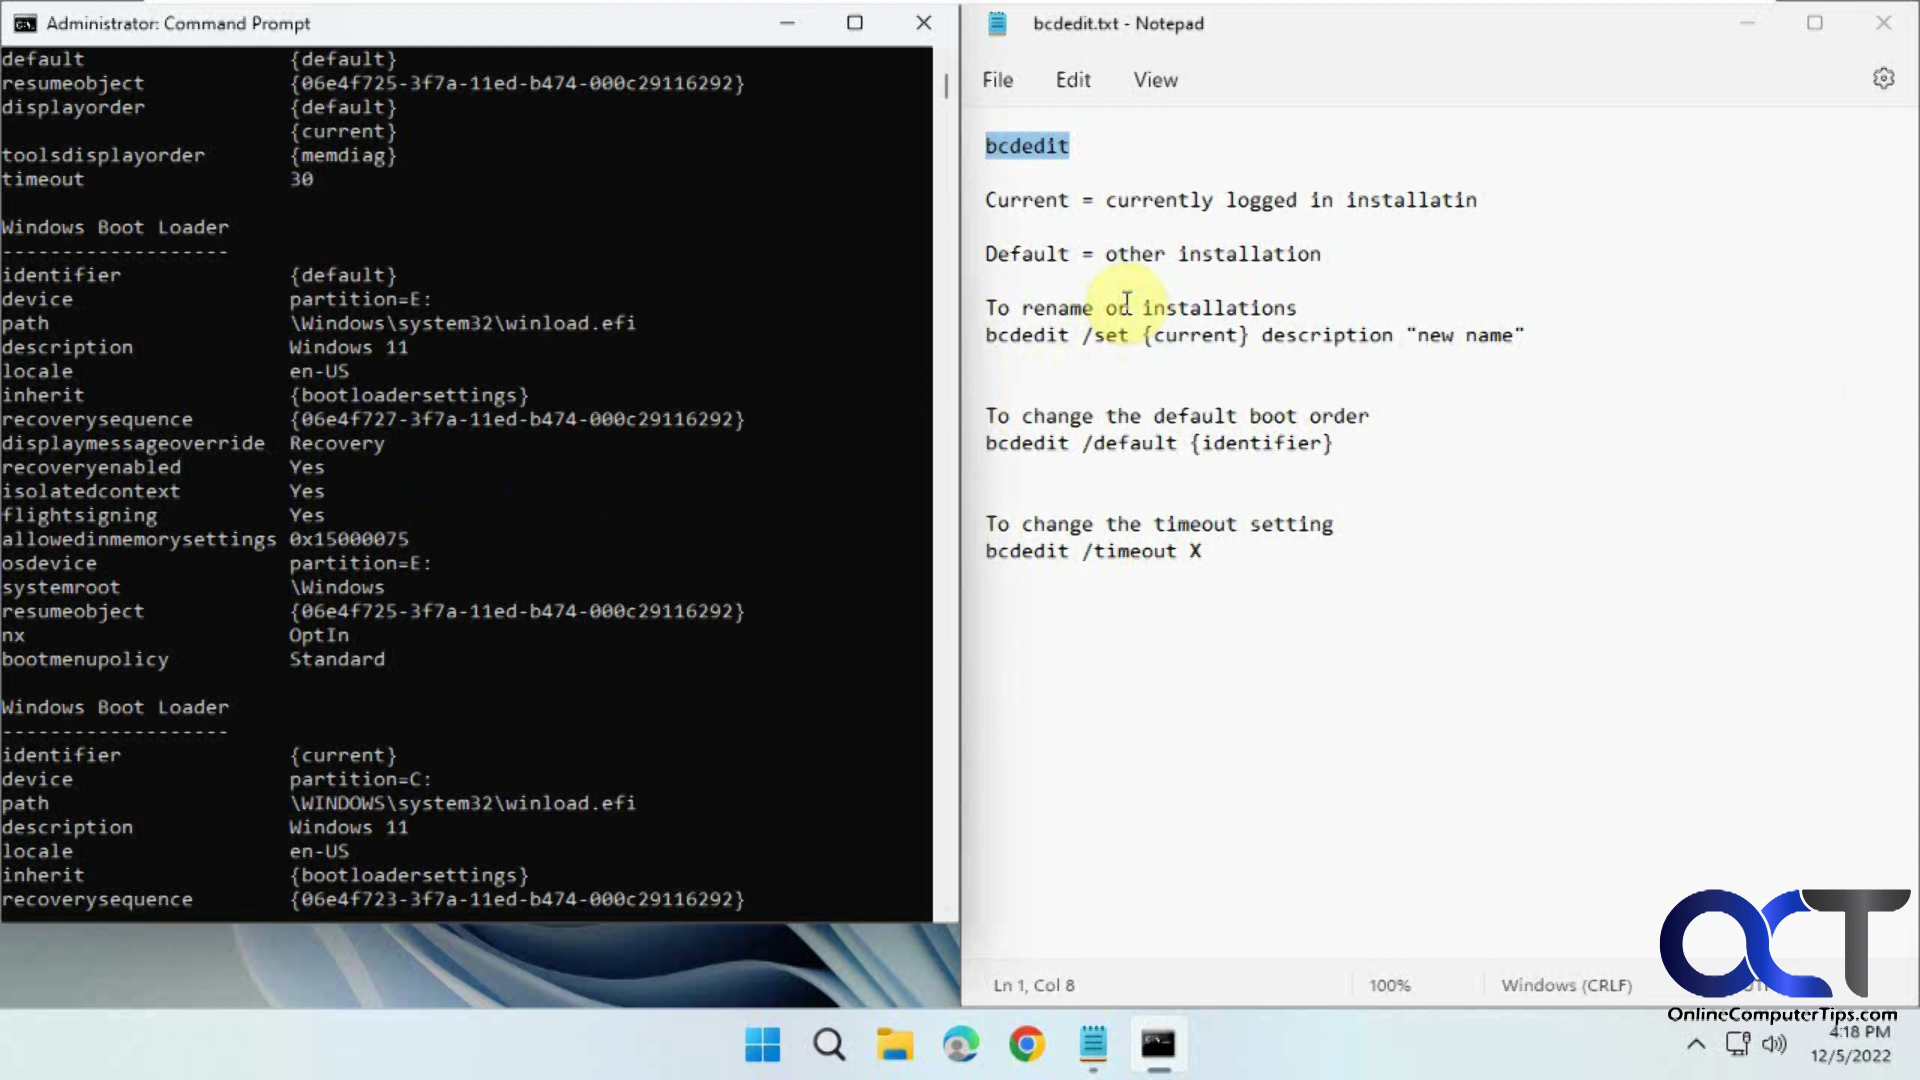 Administrator: Command Prompt
default {default}
resumeobject {06e4f725-3f7a-11ed-b474-000c29116292}
displayorder {default}
{current}
toolsdisplayorder {memdiag}
timeout 30
Windows Boot Loader
-------------------
identifier {default}
device partition=E:
path \Windows\system32\winload.efi
description Windows 11
locale en-US
inherit {bootloadersettings}
recoverysequence {06e4f727-3f7a-11ed-b474-000c29116292}
displaymessageoverride Recovery
recoveryenabled Yes
isolatedcontext Yes
flightsigning Yes
allowedinmemorysettings 0x15000075
osdevice partition=E:
systemroot \Windows
resumeobject {06e4f725-3f7a-11ed-b474-000c29116292}
nx OptIn
bootmenupolicy Standard
Windows Boot Loader
-------------------
identifier {current}
device partition=C:
path \WINDOWS\system32\winload.efi
description Windows 11
locale en-US
inherit {bootloadersettings}
recoverysequence {06e4f723-3f7a-11ed-b474-000c29116292}
bcdedit.txt - Notepad
File Edit View
bcdedit
Current = currently logged in installatin
Default = other installation
To rename installations
bcdedit /set {current} description "new name"
To change the default boot order
bcdedit /default {identifier}
To change the timeout setting
bcdedit /timeout X
Ln 1, Col 8 100% Windows (CRLF)
OCT
OnlineComputerTips.com
4:18 PM
12/5/2022